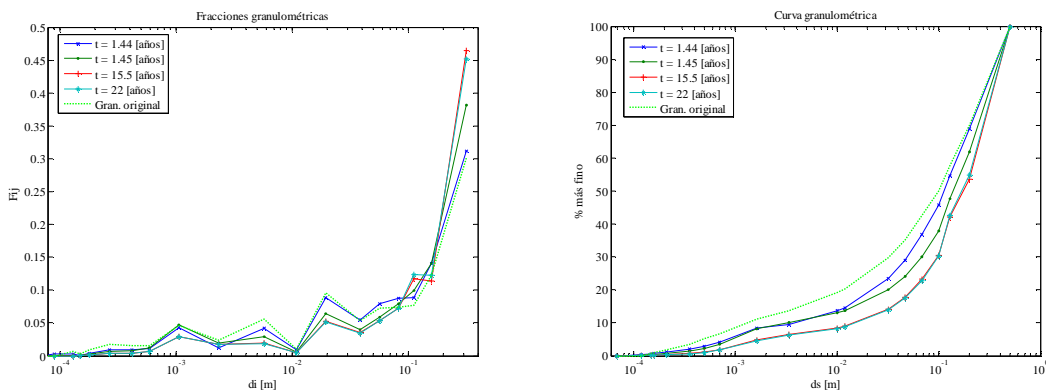 Fracciones granulométricas
0.5
0.45
0.4
0.35
0.3
0.25
0.2
0.15
0.1
0.05
0
Fij
t = 1.44 [años]
t = 1.45 [años]
t = 15.5 [años]
t = 22 [años]
Gran. original
10-4 10-3 10-2 10-1
di [m]
Curva granulométrica
100
90
80
70
60
50
40
30
20
10
0
% más fino
t = 1.44 [años]
t = 1.45 [años]
t = 15.5 [años]
t = 22 [años]
Gran. original
10-4 10-3 10-2 10-1 100
ds [m]